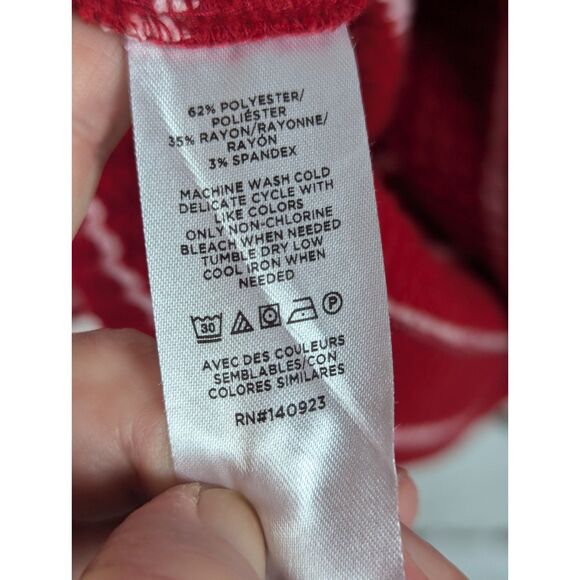 62% POLYESTER/
POLIÉSTER
35% RAYON/RAYONNE/
RAYÓN
3% SPANDEX
MACHINE WASH COLD
DELICATE CYCLE WITH
LIKE COLORS
ONLY NON-CHLORINE
BLEACH WHEN NEEDED
TUMBLE DRY LOW
COOL IRON WHEN
NEEDED
30 P
AVEC DES COULEURS
SEMBLABLES/CON
COLORES SIMILARES
RN#140923